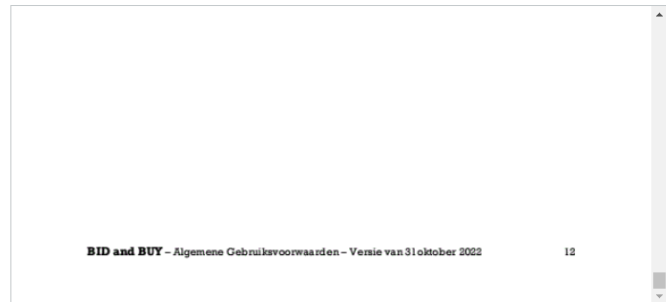 BID and BUY – Algemene Gebruiksvoorwaarden – Versie van 31 oktober 2022 12